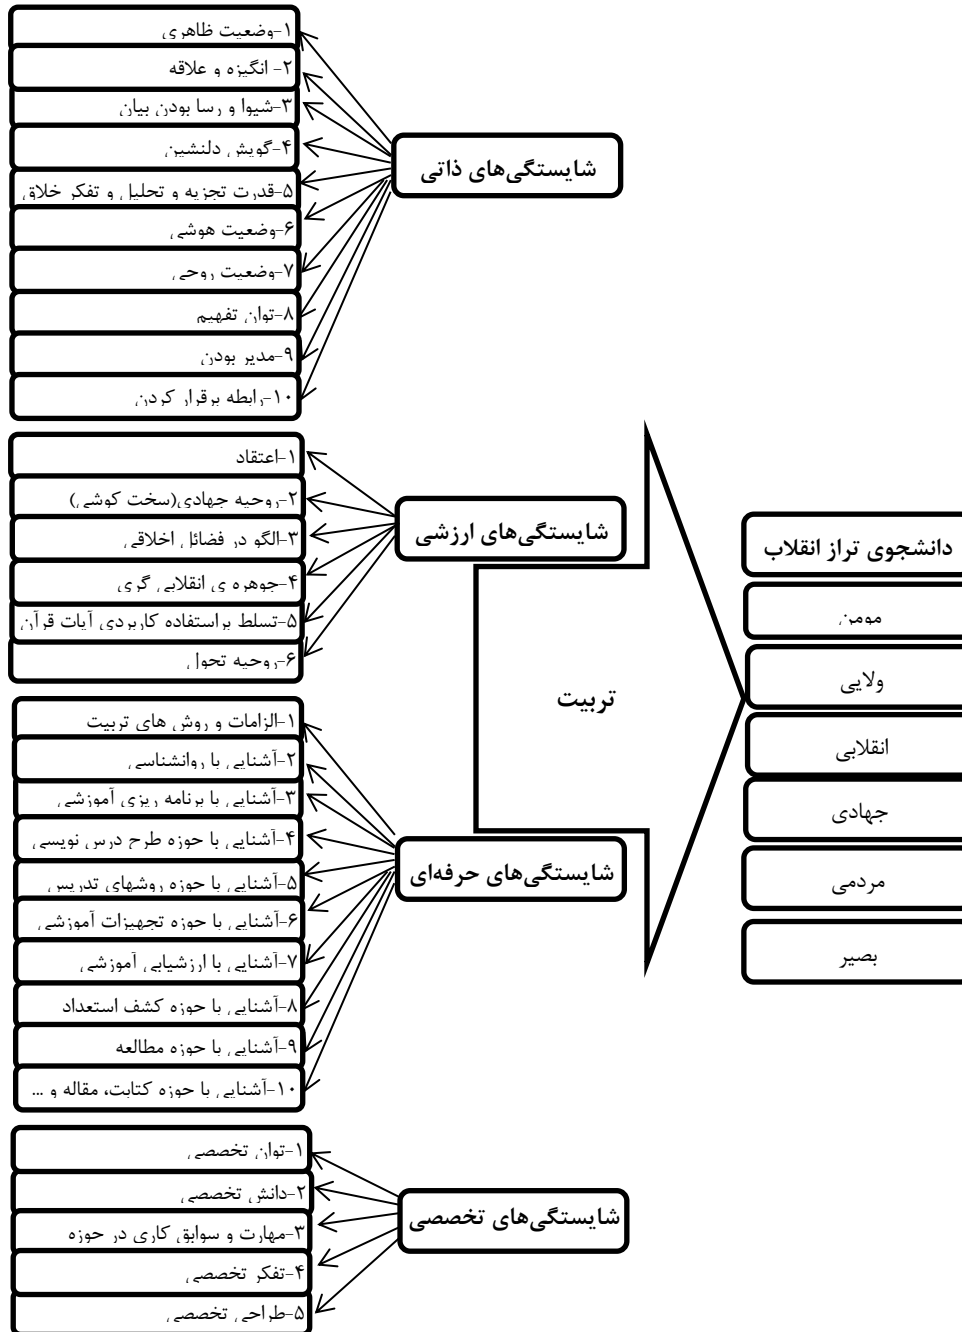 شایستگی‌های ذاتی
۱-وضعیت ظاهری
۲- انگیزه و علاقه
۳-شیوا و رسا بودن بیان
۴-گویش دلنشین
۵-قدرت تجزیه و تحلیل و تفکر خلاق
۶-وضعیت هوشی
۷-وضعیت روحی
۸-توان تفهیم
۹-مدیر بودن
۱۰-رابطه برقرار کردن
شایستگی‌های ارزشی
۱-اعتقاد
۲-روحیه جهادی(سخت کوشی)
۳-الگو در فضائل اخلاقی
۴-جوهره ی انقلابی گری
۵-تسلط براستفاده کاربردی آیات قرآن
۶-روحیه تحول
شایستگی‌های حرفه‌ای
۱-الزامات و روش های تربیت
۲-آشنایی با روانشناسی
۳-آشنایی با برنامه ریزی آموزشی
۴-آشنایی با حوزه طرح درس نویسی
۵-آشنایی با حوزه روشهای تدریس
۶-آشنایی با حوزه تجهیزات آموزشی
۷-آشنایی با ارزشیابی آموزشی
۸-آشنایی با حوزه کشف استعداد
۹-آشنایی با حوزه مطالعه
۱۰-آشنایی با حوزه کتابت، مقاله و ...
شایستگی‌های تخصصی
۱-توان تخصصی
۲-دانش تخصصی
۳-مهارت و سوابق کاری در حوزه
۴-تفکر تخصصی
۵-طراحی تخصصی
تربیت
دانشجوی تراز انقلاب
مومن
ولایی
انقلابی
جهادی
مردمی
بصیر